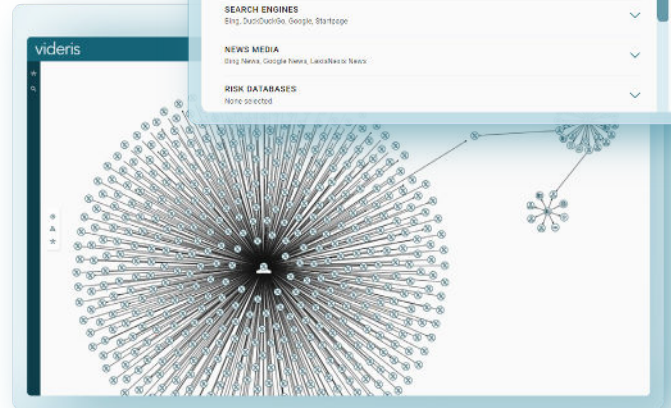 SEARCH ENGINES
Bing, DuckDuckGo, Google, Startpage
NEWS MEDIA
Bing News, Google News, LexisNexis News
RISK DATABASES
None selected
videris